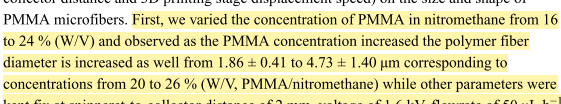 collector distance and 3D printing stage displacement speed) on the size and shape of
PMMA microfibers. First, we varied the concentration of PMMA in nitromethane from 16
to 24 % (W/V) and observed as the PMMA concentration increased the polymer fiber
diameter is increased as well from 1.86 ± 0.41 to 4.73 ± 1.40 μm corresponding to
concentrations from 20 to 26 % (W/V, PMMA/nitromethane) while other parameters were
kept fix at spinneret to collector distance of 2 mm, voltage of 1.6 kV, flowrate of 50 μL h⁻¹